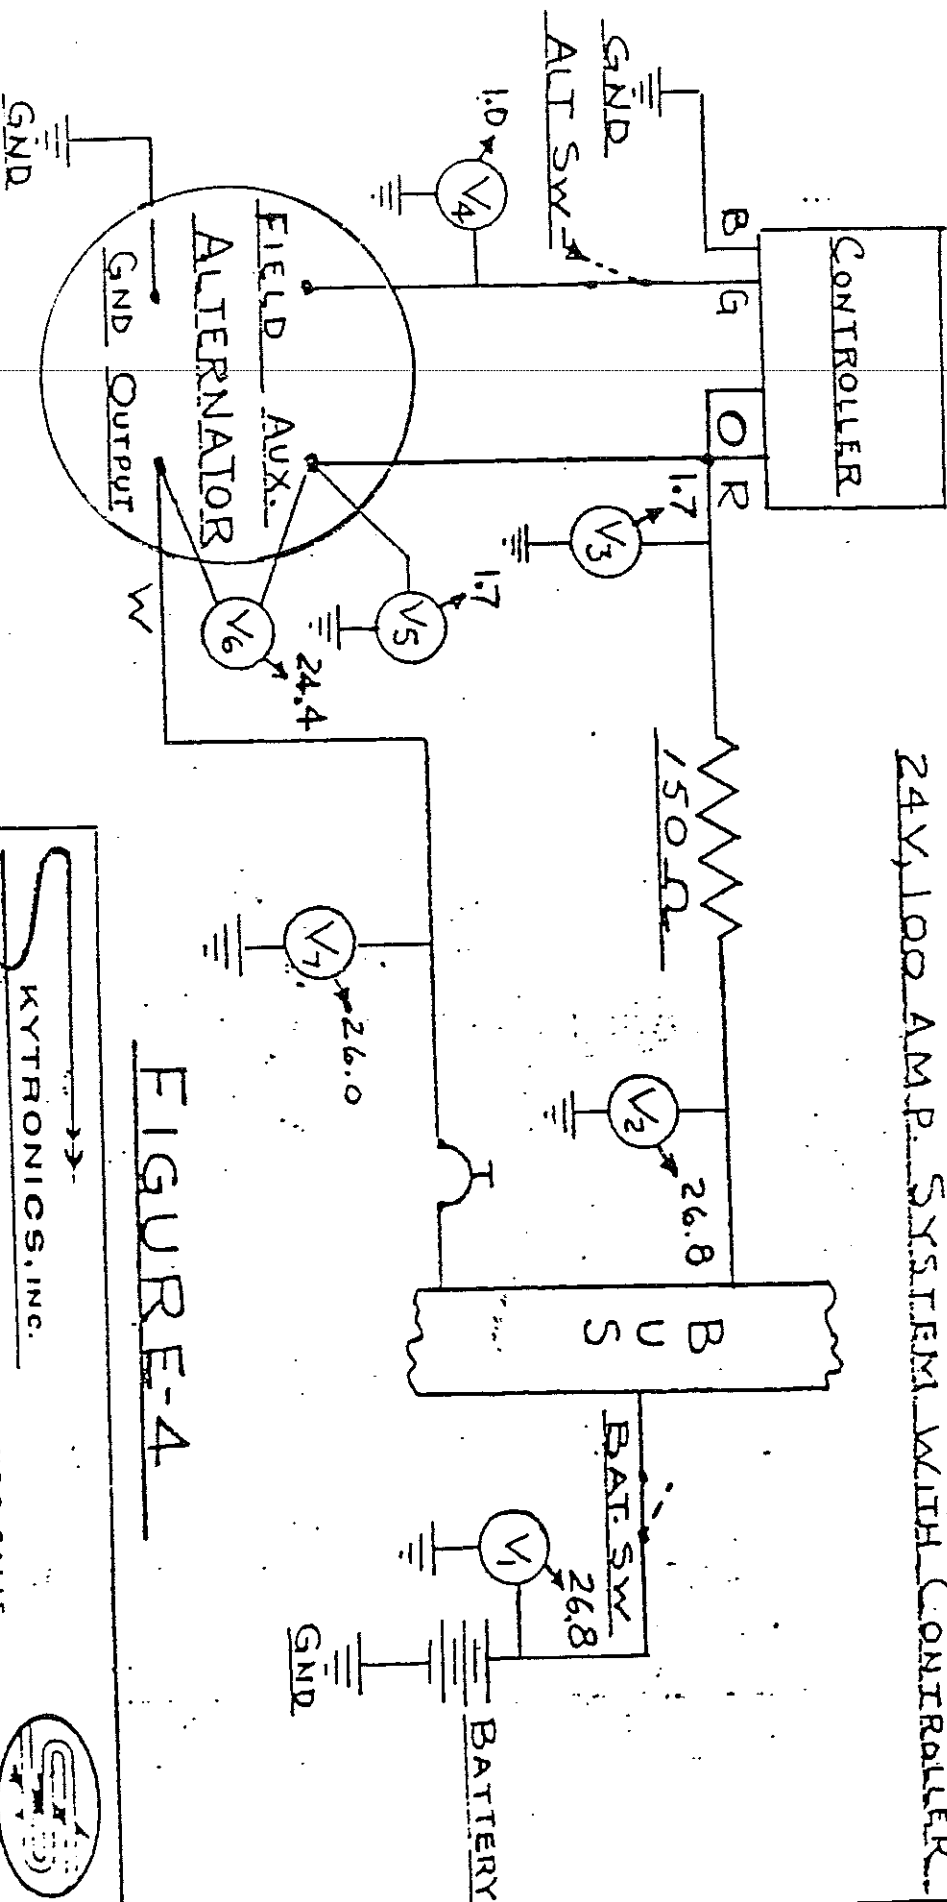 24V, 100 AMP. SYSTEM WITH CONTROLLER
CONTROLLER
B
G
O
R
GND
ALT SW
1.0
V4
1.7
V3
150Ω
V2
26.8
BUS
BAT. SW
V1
26.8
BATTERY
GND
FIELD
AUX.
ALTERNATOR
GND
OUTPUT
GND
1.7
V5
V6
24.4
W
V7
26.0
FIGURE-4
KYTRONICS, INC.